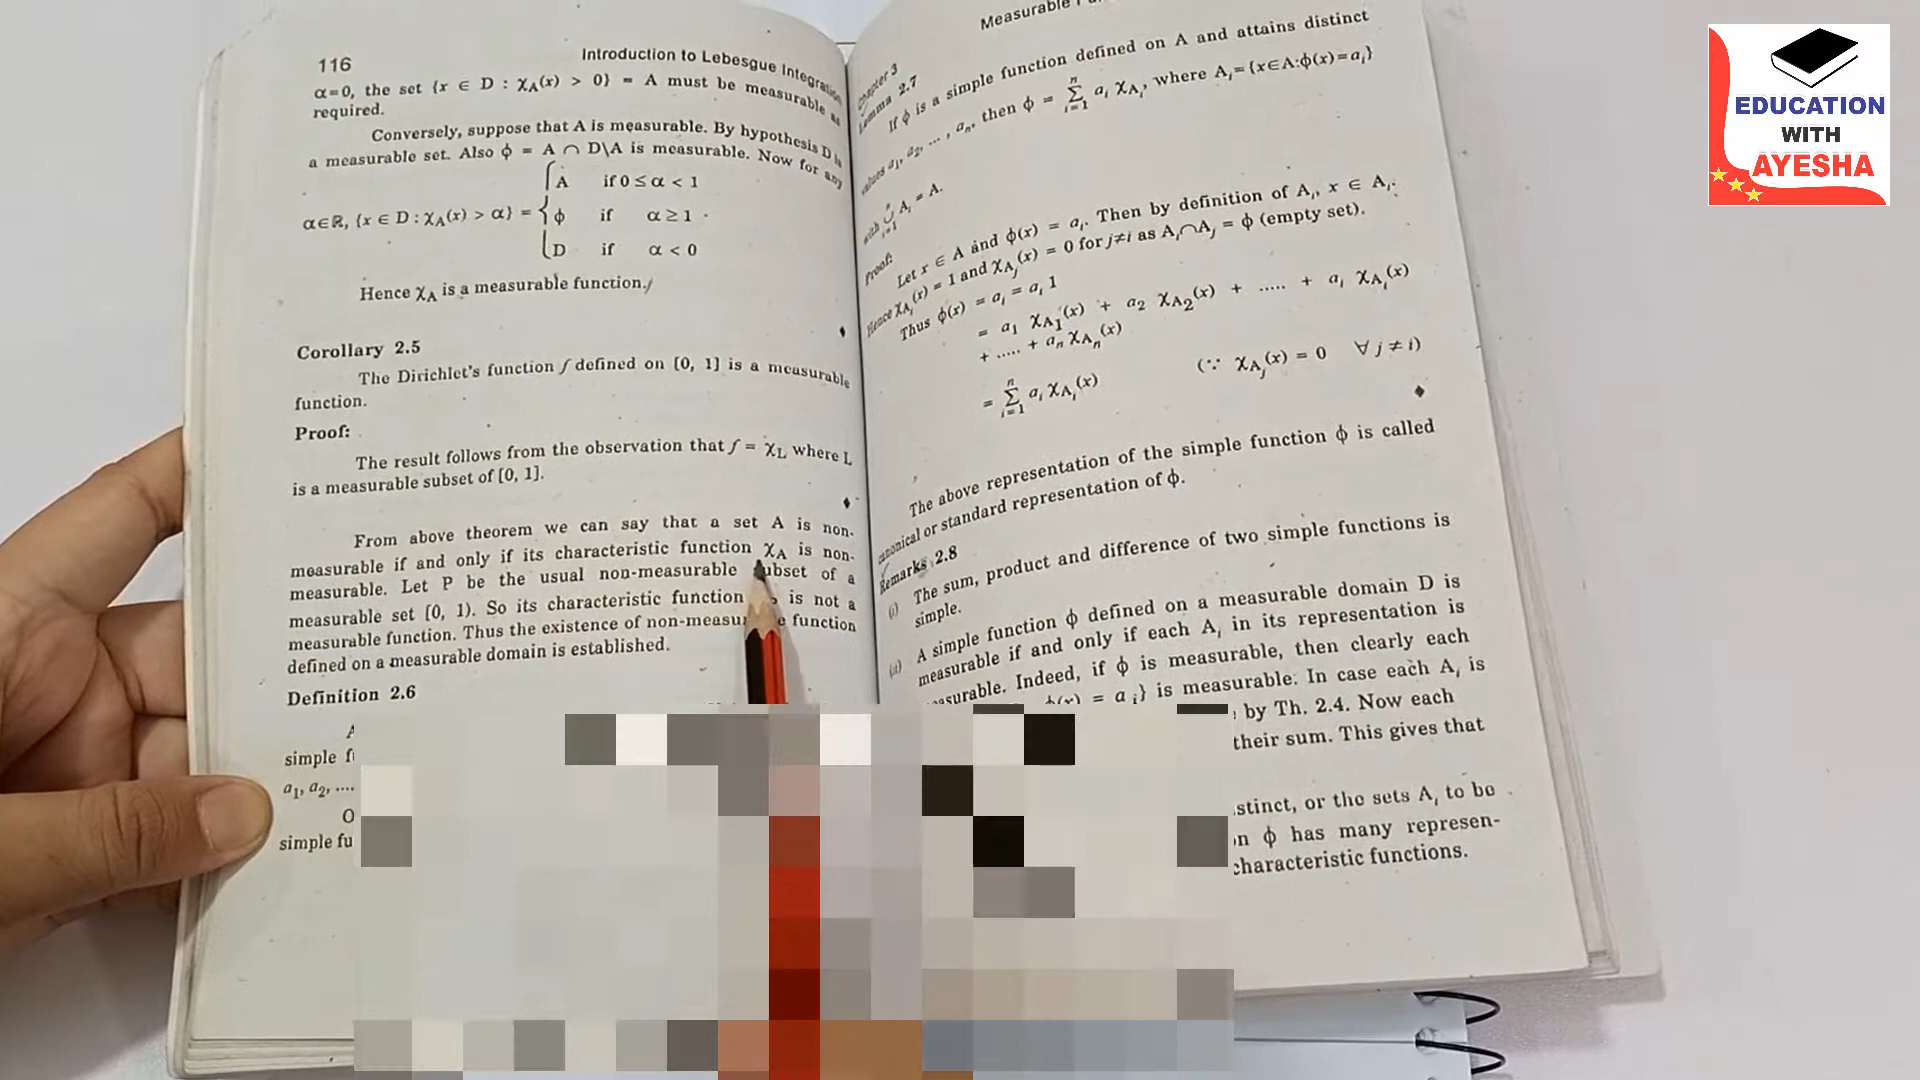 116
Introduction to Lebesgue Integration
α=0, the set {x ∈ D : χA(x) > 0} = A must be measurable as
required.
Conversely, suppose that A is measurable. By hypothesis D is
a measurable set. Also ϕ = A ∩ D\A is measurable. Now for any
A if 0 ≤ α < 1
α∈ℝ, {x ∈ D : χA(x) > α} = { ϕ if α ≥ 1 .
D if α < 0
Hence χA is a measurable function.
Corollary 2.5
The Dirichlet's function f defined on [0, 1] is a measurable
function.
Proof:
The result follows from the observation that f = χL where L
is a measurable subset of [0, 1].
From above theorem we can say that a set A is non-
measurable if and only if its characteristic function χA is non-
measurable. Let P be the usual non-measurable subset of a
measurable set [0, 1). So its characteristic function is not a
measurable function. Thus the existence of non-measurable function
defined on a measurable domain is established.
Definition 2.6
simple
a1, a2, ....
simple fu
Measurable
Chapter 3
Lemma 2.7
If ϕ is a simple function defined on A and attains distinct
values a1, a2, ... , an, then ϕ = Σ i=1 n ai χAi, where Ai={x∈A:ϕ(x)=ai}
with ∪ i=1 n Ai = A.
Proof:
Let x ∈ A and ϕ(x) = ai. Then by definition of Ai, x ∈ Ai.
Hence χAi(x) = 1 and χAj(x) = 0 for j≠i as Ai∩Aj = ϕ (empty set).
Thus ϕ(x) = ai = ai 1
= a1 χA1(x) + a2 χA2(x) + ..... + ai χAi(x)
+ ..... + an χAn(x)
= Σ i=1 n ai χAi(x) (∵ χAj(x) = 0 ∀ j ≠ i)
The above representation of the simple function ϕ is called
canonical or standard representation of ϕ.
Remarks 2.8
(i) The sum, product and difference of two simple functions is
simple.
(ii) A simple function ϕ defined on a measurable domain D is
measurable if and only if each Ai in its representation is
measurable. Indeed, if ϕ is measurable, then clearly each
ϕ(x) = ai} is measurable. In case each Ai is
, by Th. 2.4. Now each
their sum. This gives that
stinct, or the sets Ai to be
n ϕ has many represen-
characteristic functions.
EDUCATION
WITH
AYESHA